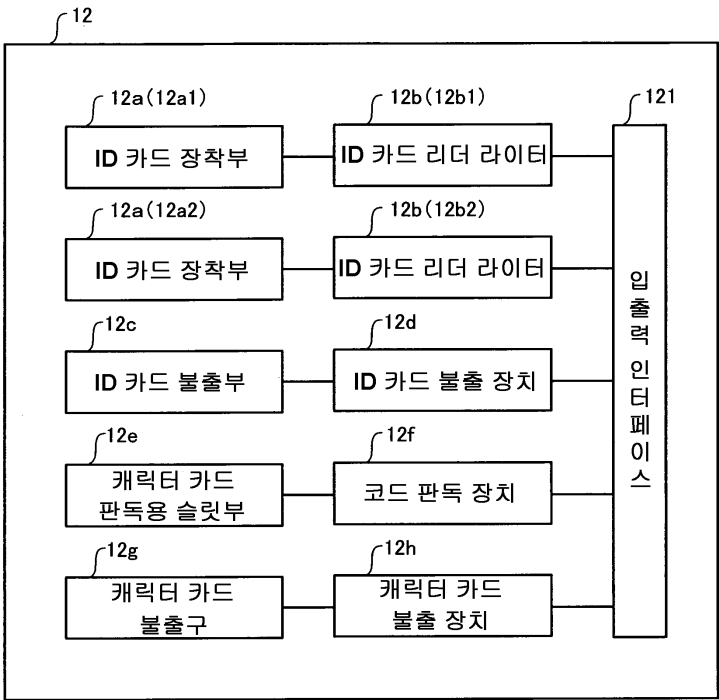 12
12a(12a1)
12b(12b1)
121
ID 카드 장착부
ID 카드 리더 라이터
12a(12a2)
12b(12b2)
ID 카드 장착부
ID 카드 리더 라이터
12c
12d
ID 카드 불출부
ID 카드 불출 장치
12e
12f
캐릭터 카드
판독용 슬릿부
코드 판독 장치
12g
12h
캐릭터 카드
불출구
캐릭터 카드
불출 장치
입출력 인터페이스